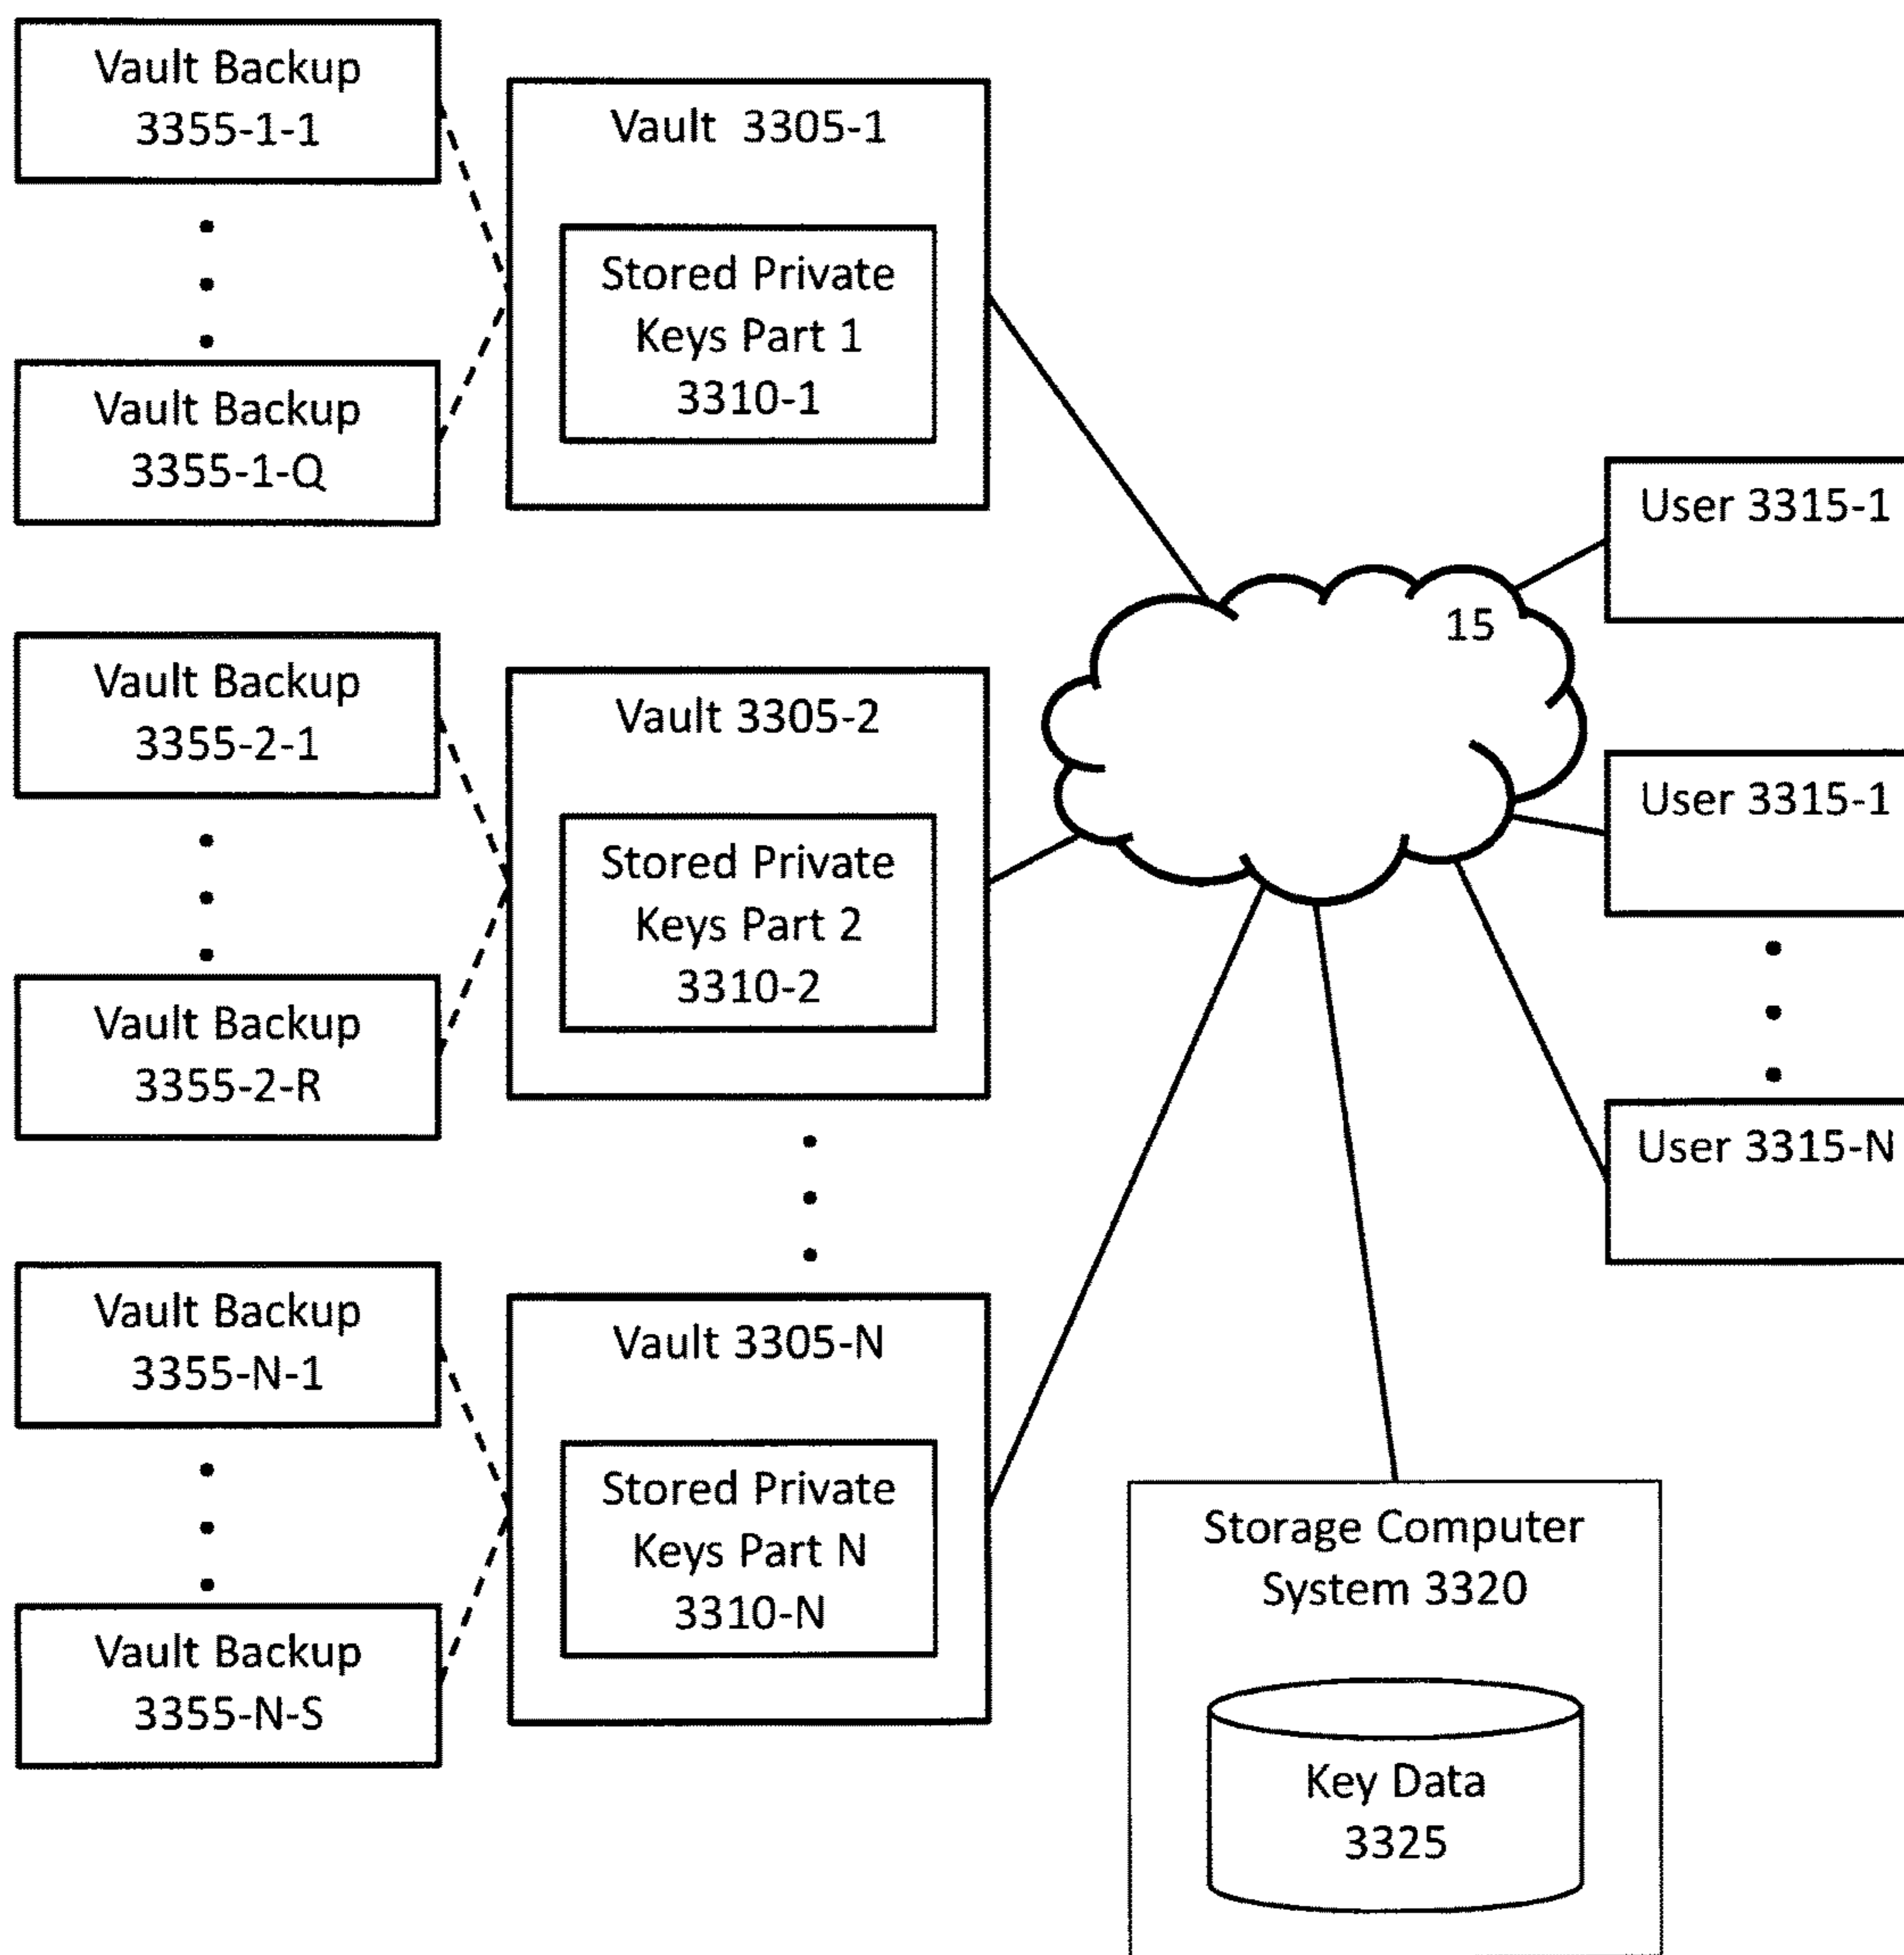 Vault Backup
3355-1-1
Vault Backup
3355-1-Q
Vault 3305-1
Stored Private
Keys Part 1
3310-1
Vault Backup
3355-2-1
Vault Backup
3355-2-R
Vault 3305-2
Stored Private
Keys Part 2
3310-2
Vault Backup
3355-N-1
Vault Backup
3355-N-S
Vault 3305-N
Stored Private
Keys Part N
3310-N
15
User 3315-1
User 3315-1
User 3315-N
Storage Computer
System 3320
Key Data
3325